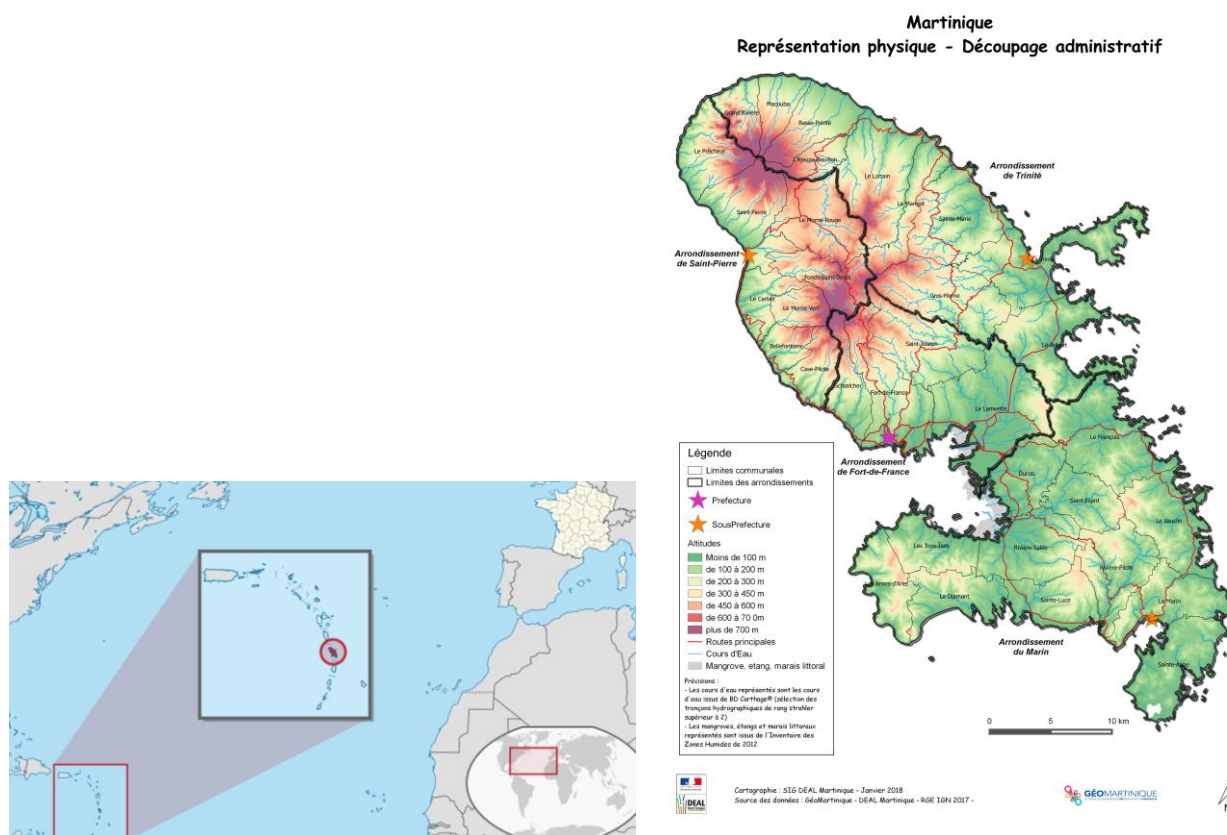 Martinique
Représentation physique - Découpage administratif
Grand Rivière
Macouba
Basse-Pointe
Le Prêcheur
L'Ajoupa-Bouillon
Le Lorrain
Arrondissement
de Trinité
Le Marigot
Sainte-Marie
Saint-Pierre
Le Morne-Rouge
Arrondissement
de Saint-Pierre
Fonds-Saint-Denis
Gros-Morne
Le Carbet
Le Morne-Vert
Bellefontaine
Saint-Joseph
Le Robert
Case-Pilote
Schœlcher
Fort-de-France
Le Lamentin
Le François
Arrondissement
de Fort-de-France
Ducos
Saint-Esprit
Le Vauclin
Les Trois-Îlets
Rivière-Salée
Rivière-Pilote
Les Anses-d'Arlet
Le Diamant
Sainte-Luce
Le Marin
Arrondissement
du Marin
Sainte-Anne
Légende
Limites communales
Limites des arrondissements
Prefecture
SousPrefecture
Altitudes
Moins de 100 m
de 100 à 200 m
de 200 à 300 m
de 300 à 450 m
de 450 à 600 m
de 600 à 70 0m
plus de 700 m
Routes principales
Cours d'Eau
Mangrove, etang, marais littoral
Précisions :
- Les cours d'eau représentés sont les cours
d'eau issus de BD Carthage® (sélection des
tronçons hydrographiques de rang strahler
supérieur à 2)
- Les mangroves, étangs et marais littoraux
représentés sont issus de l'Inventaire des
Zones Humides de 2012
0 5 10 km
DEAL
Cartographie : SIG DEAL Martinique - Janvier 2018
Source des données : GéoMartinique - DEAL Martinique - RGE IGN 2017 -
GÉOMARTINIQUE
N